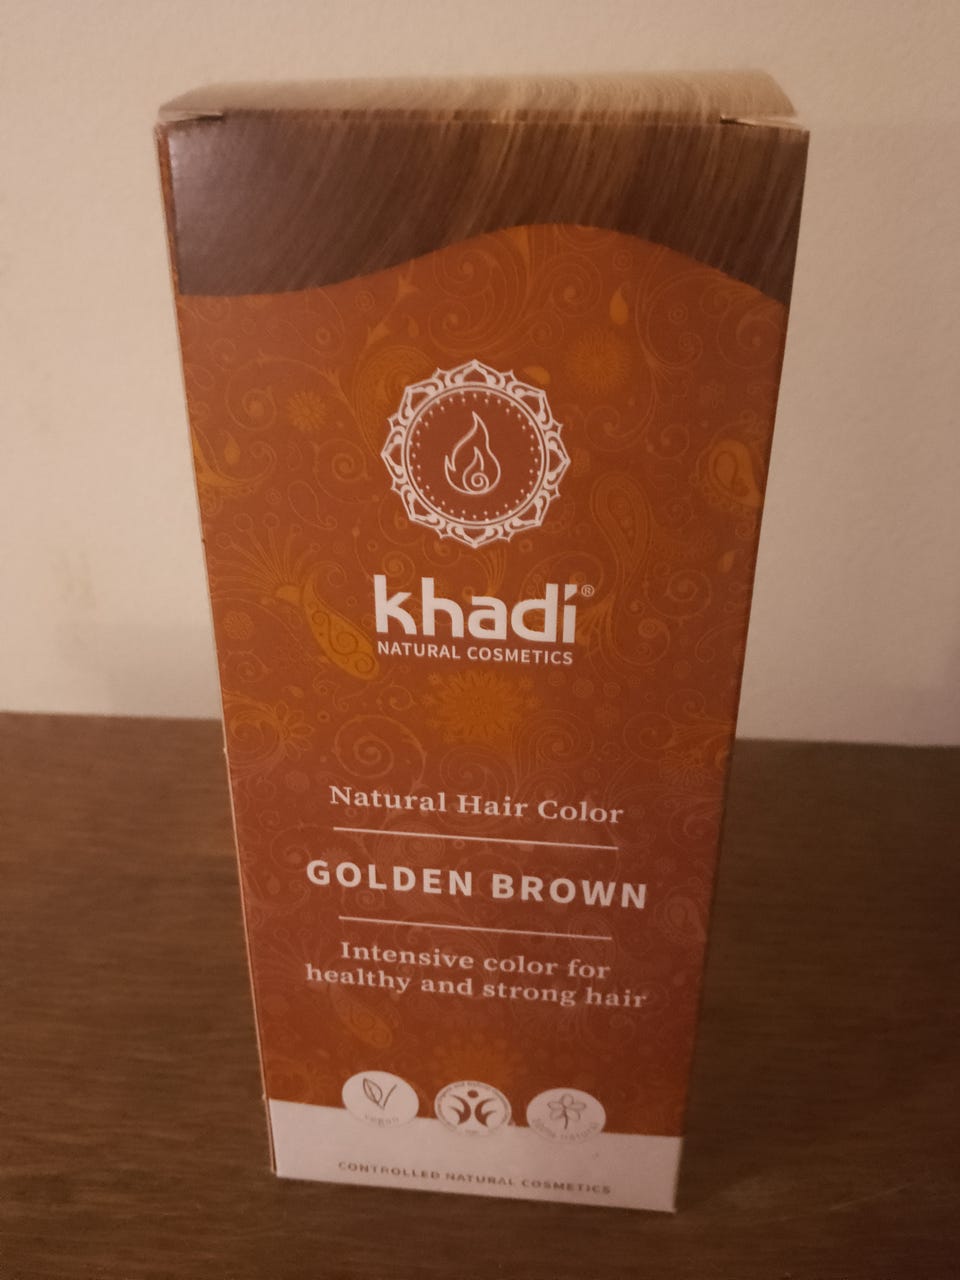 khadi®
NATURAL COSMETICS
Natural Hair Color
GOLDEN BROWN
Intensive color for
healthy and strong hair
vegan
CONTROLLED NATURAL COSMETICS